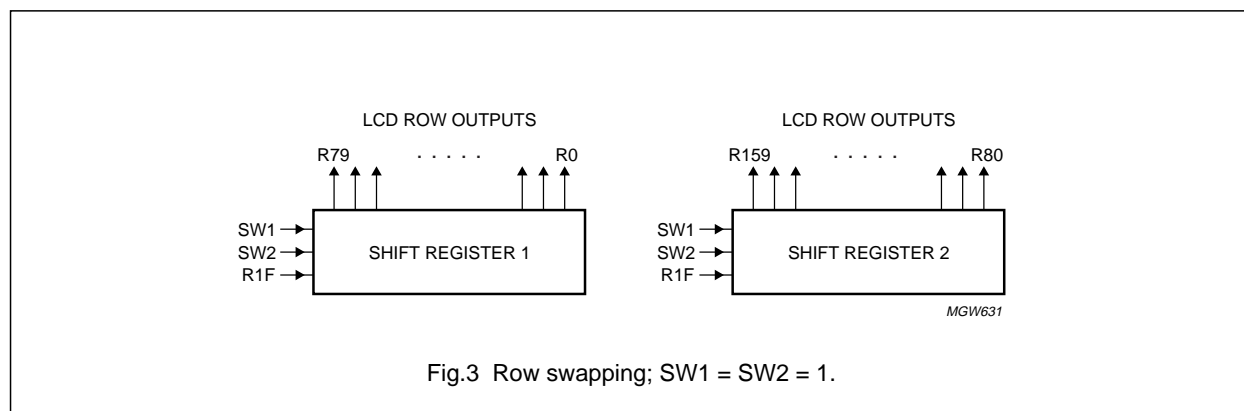 LCD ROW OUTPUTS
R79 . . . . . R0
SW1
SW2
R1F
SHIFT REGISTER 1
LCD ROW OUTPUTS
R159 . . . . . R80
SW1
SW2
R1F
SHIFT REGISTER 2
MGW631
Fig.3 Row swapping; SW1 = SW2 = 1.